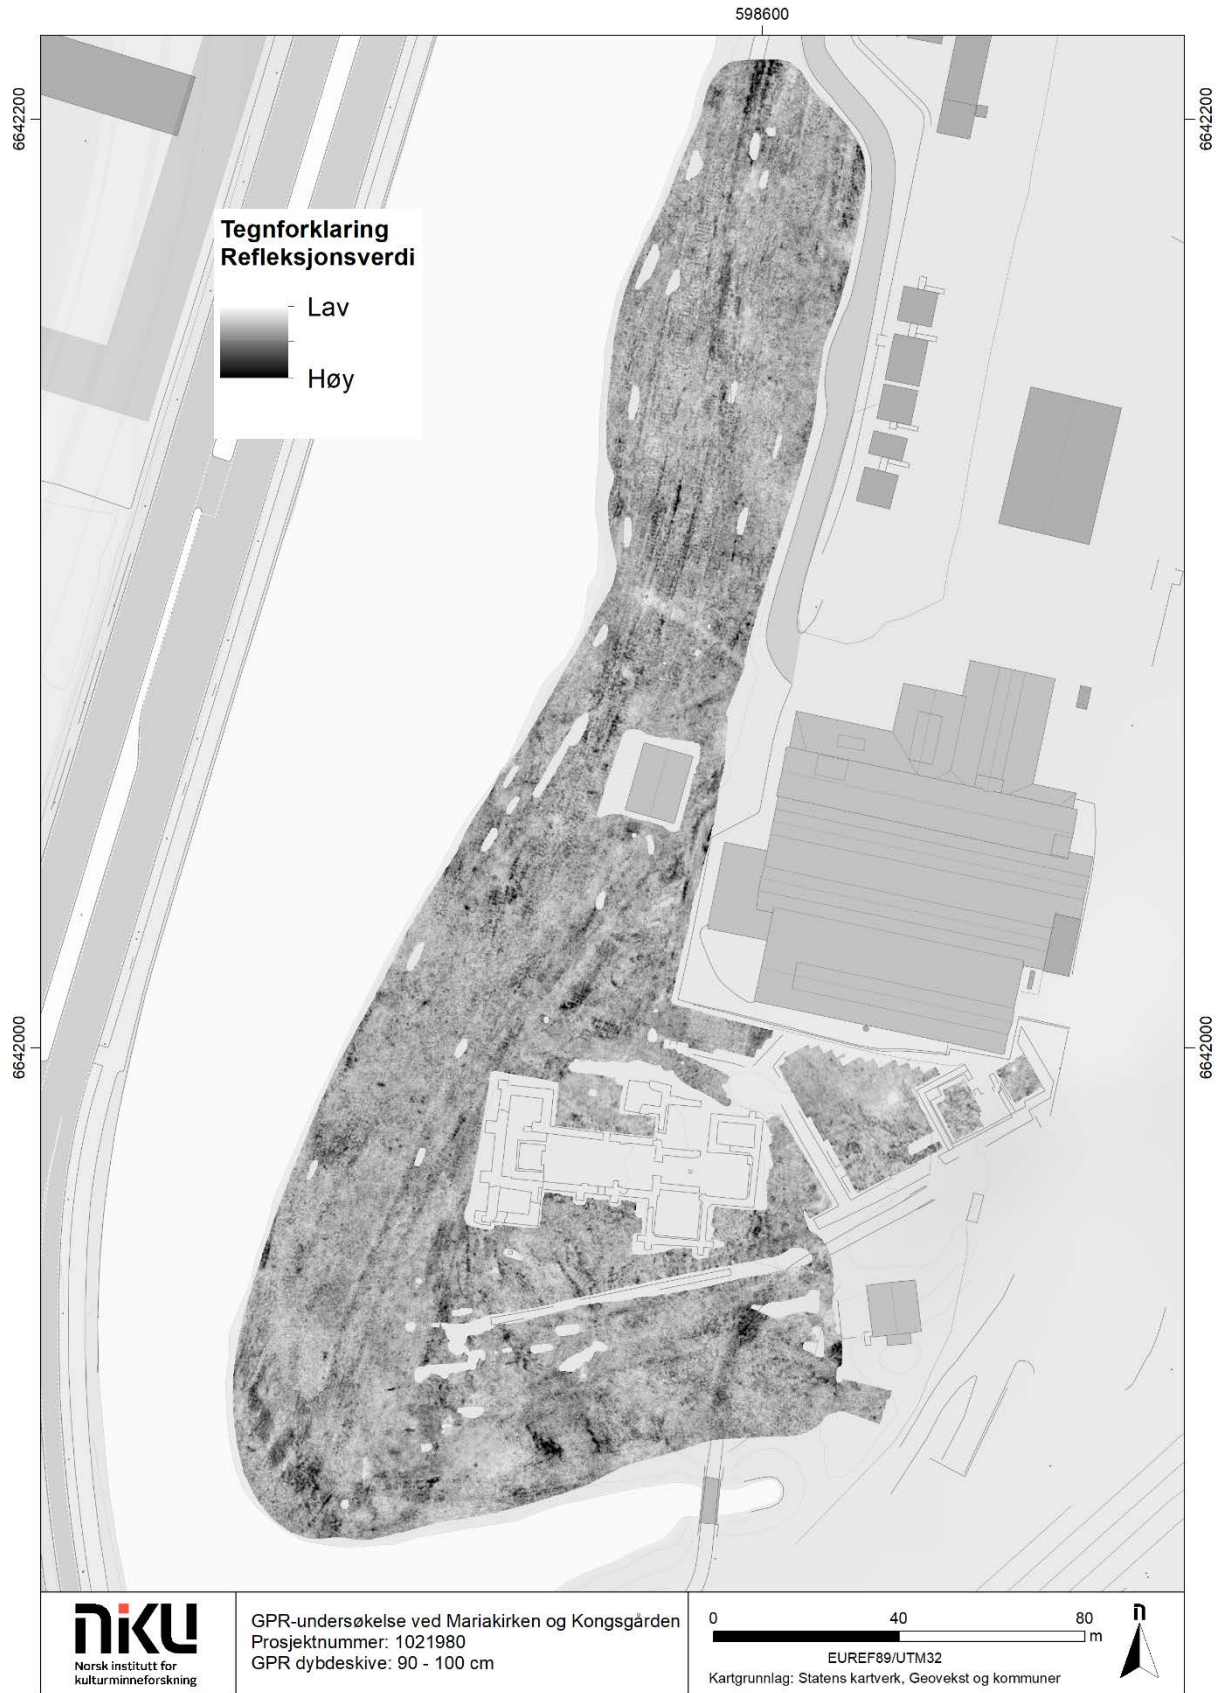 598600
6642200
6642200
Tegnforklaring
Refleksjonsverdi
Lav
Høy
6642000
6642000
niku
Norsk institutt for
kulturminneforskning
GPR-undersøkelse ved Mariakirken og Kongsgården
Prosjektnummer: 1021980
GPR dybdeskive: 90 - 100 cm
0 40 80
m
EUREF89/UTM32
Kartgrunnlag: Statens kartverk, Geovekst og kommuner
n